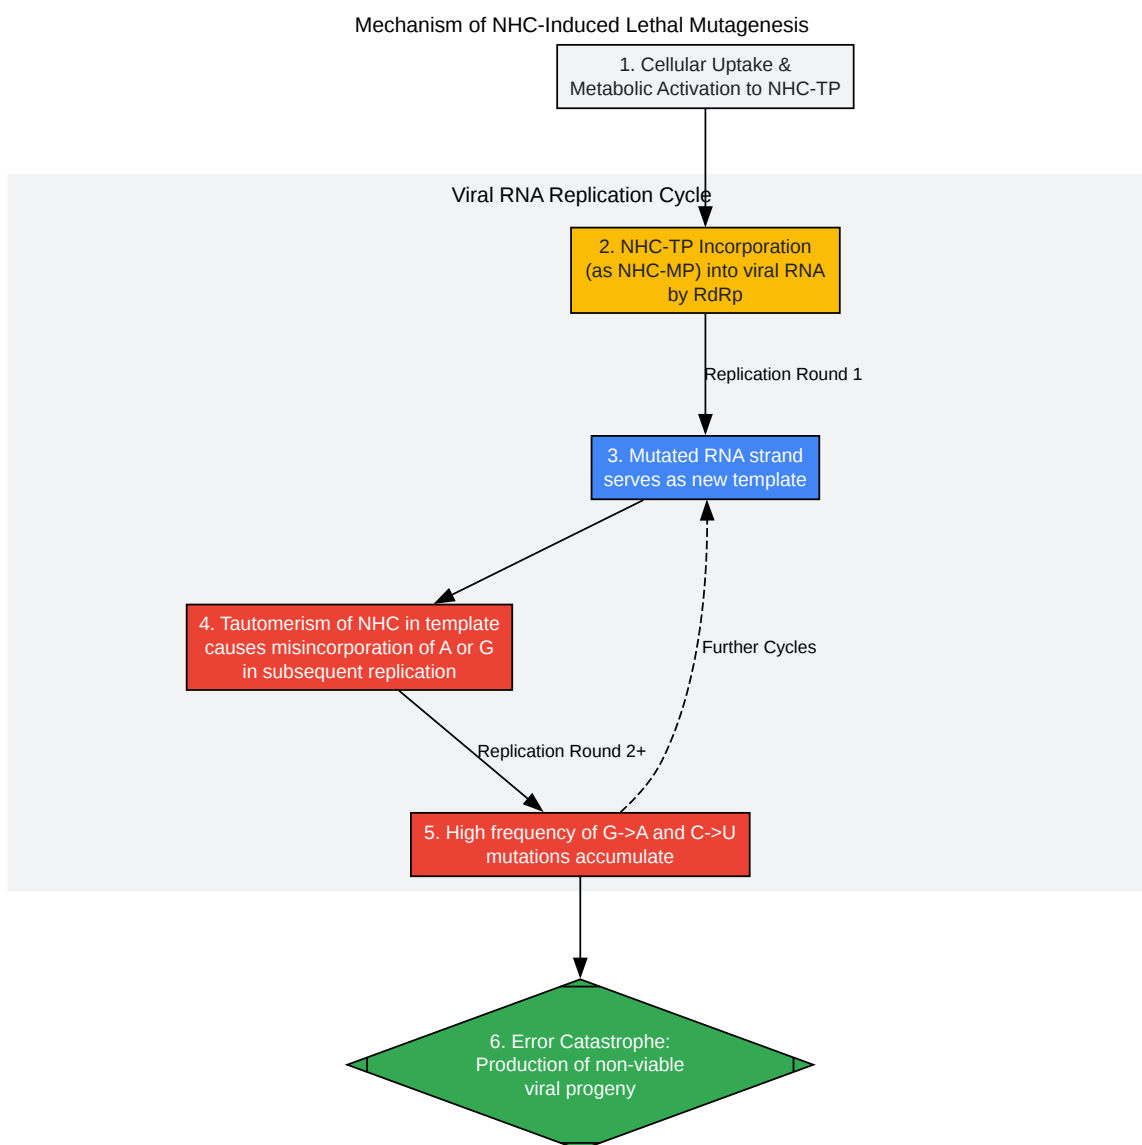 Mechanism of NHC-Induced Lethal Mutagenesis
1. Cellular Uptake &
Metabolic Activation to NHC-TP
Viral RNA Replication Cycle
2. NHC-TP Incorporation
(as NHC-MP) into viral RNA
by RdRp
Replication Round 1
3. Mutated RNA strand
serves as new template
4. Tautomerism of NHC in template
causes misincorporation of A or G
in subsequent replication
Further Cycles
Replication Round 2+
5. High frequency of G->A and C->U
mutations accumulate
6. Error Catastrophe:
Production of non-viable
viral progeny